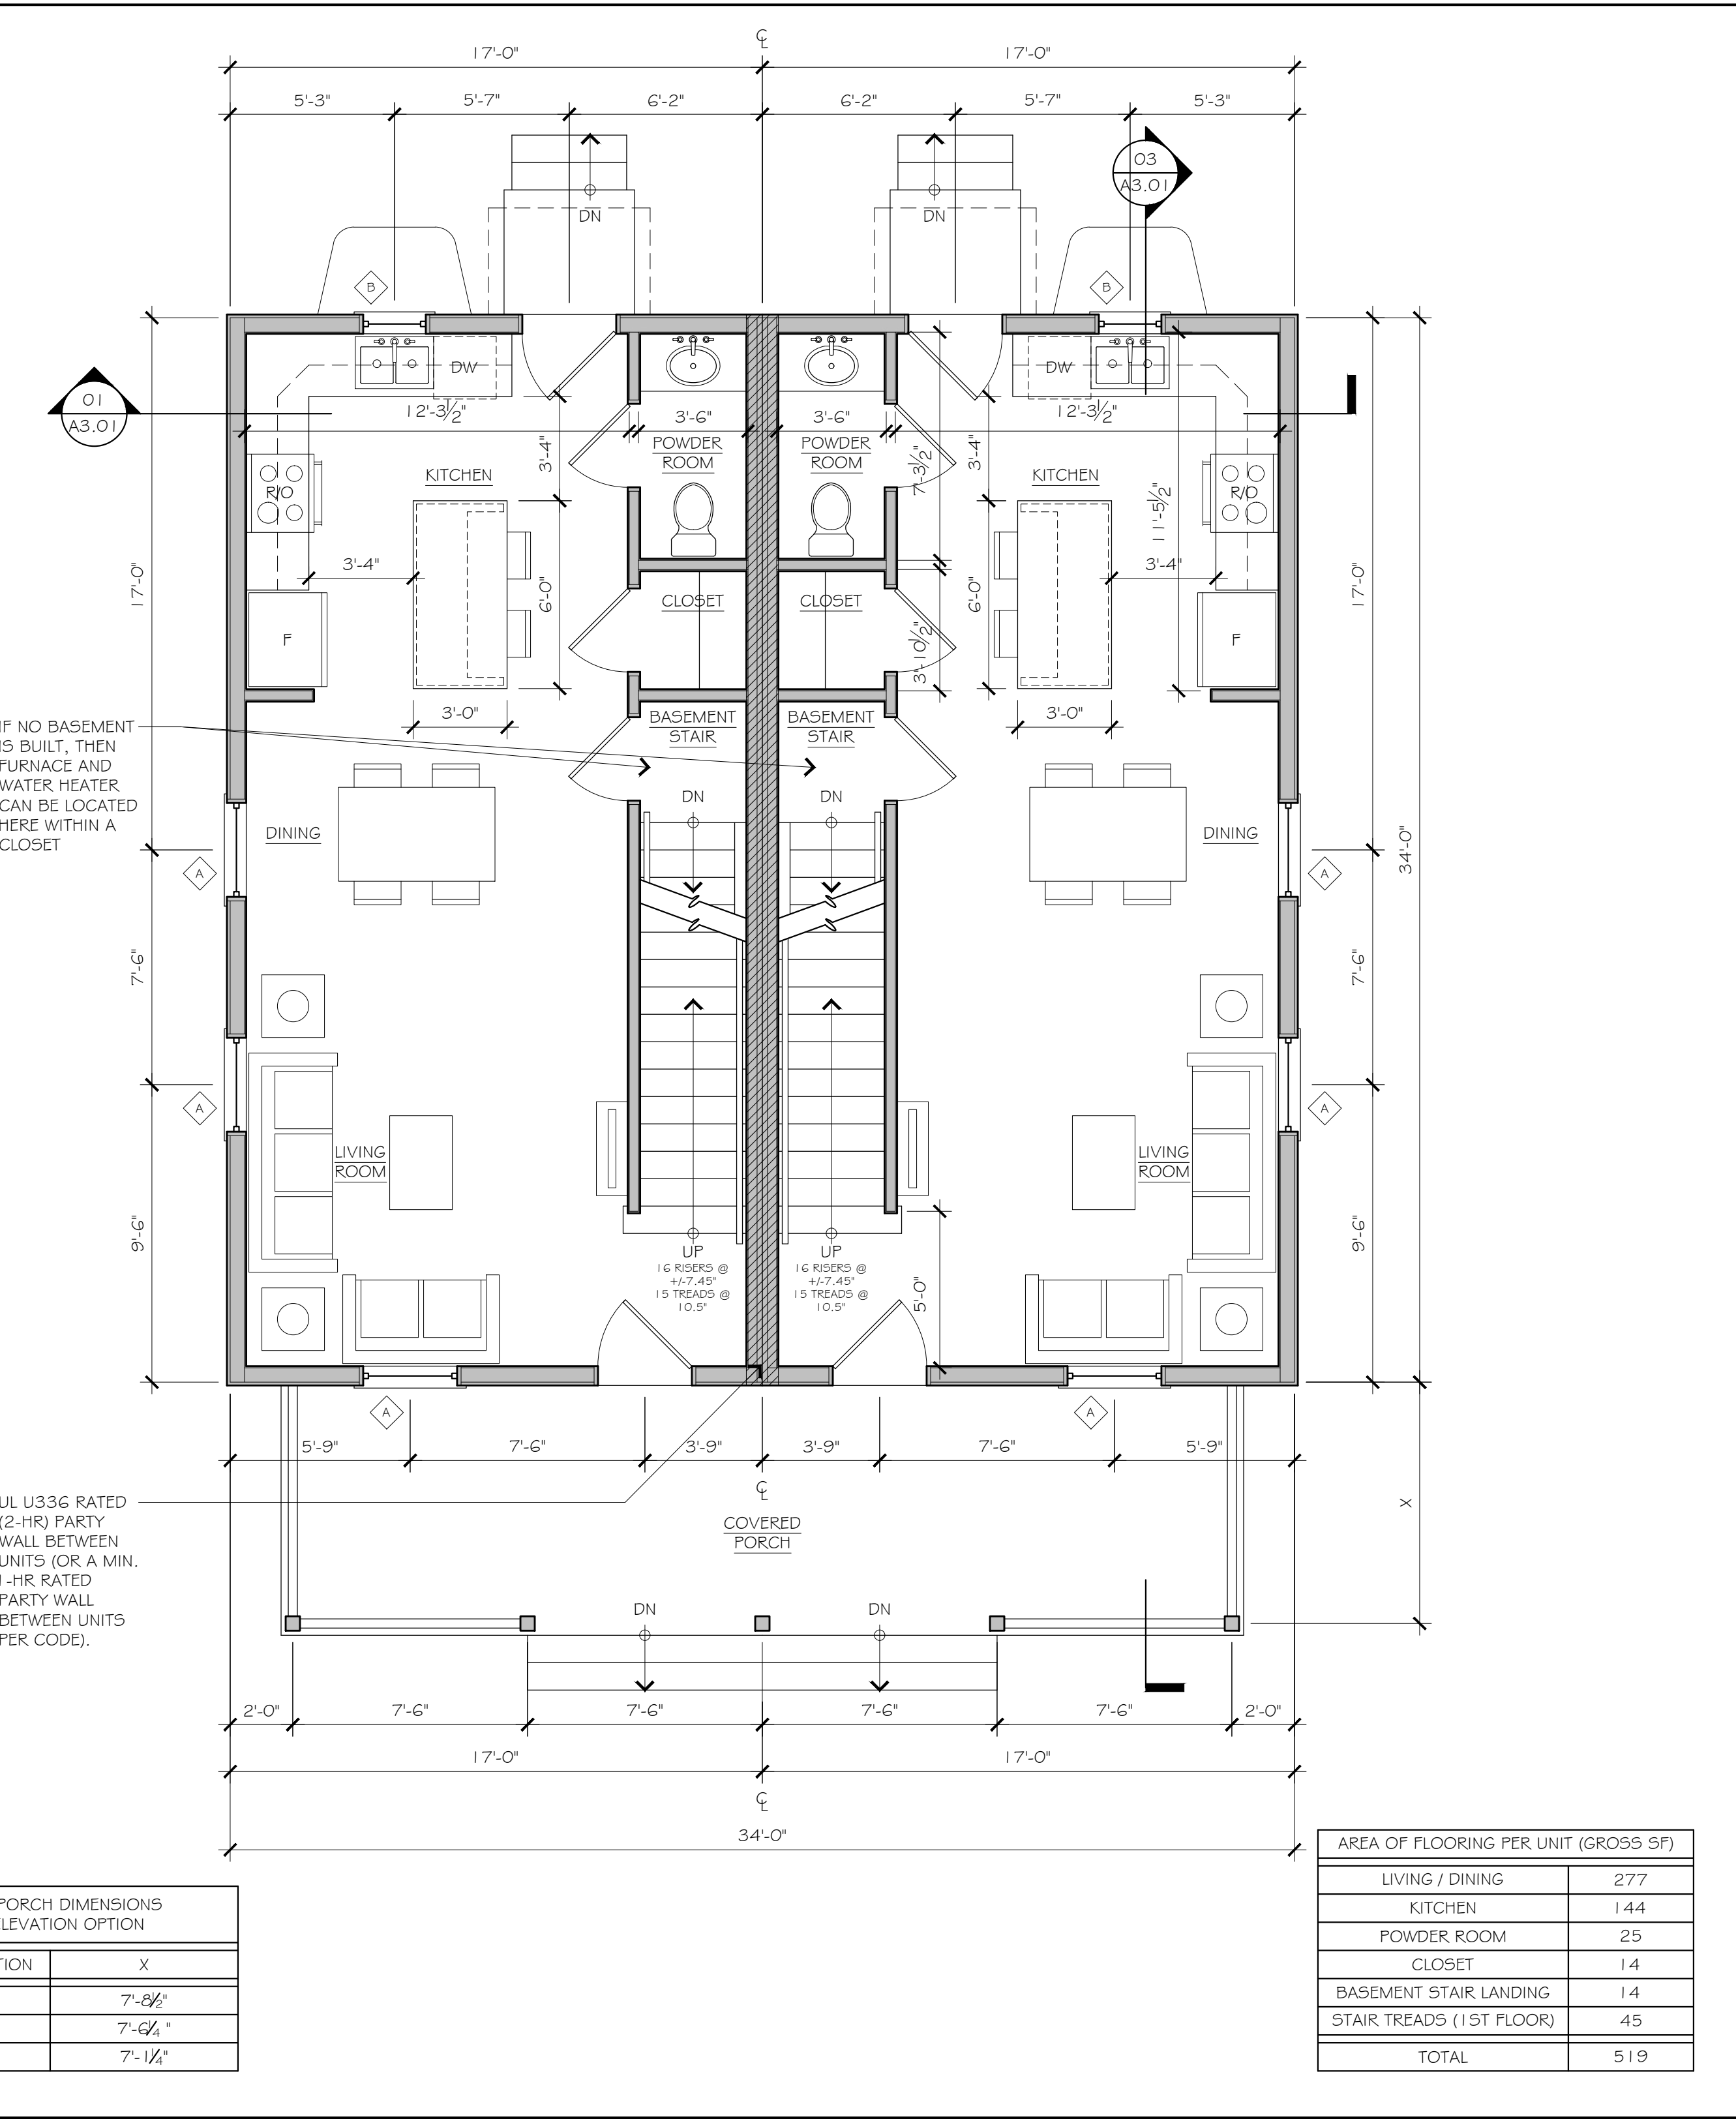 ℄
17'-0" 17'-0"
5'-3" 5'-7" 6'-2" 6'-2" 5'-7" 5'-3"
03
A3.01
DN DN
B B
DW DW
01
A3.01
12'-3½" 3'-6" 3'-6" 12'-3½"
POWDER ROOM
POWDER ROOM
3'-4" 7'-3½" 3'-4"
KITCHEN KITCHEN
R/O R/O
11'-5½"
3'-4" 3'-4"
17'-0" 6'-0" 6'-0" 17'-0"
CLOSET CLOSET
F F
3'-10½"
3'-0" 3'-0"
IF NO BASEMENT
IS BUILT, THEN
FURNACE AND
WATER HEATER
CAN BE LOCATED
HERE WITHIN A
CLOSET
BASEMENT STAIR
BASEMENT STAIR
DN DN
DINING DINING
34'-0"
A A
7'-6" 7'-6"
A A
LIVING ROOM
LIVING ROOM
9'-6" 9'-6"
UP
16 RISERS @
+/-7.45"
15 TREADS @
10.5"
UP
16 RISERS @
+/-7.45"
15 TREADS @
10.5"
5'-0"
A A
5'-9" 7'-6" 3'-9" 3'-9" 7'-6" 5'-9"
℄
X
UL U336 RATED
(2-HR) PARTY
WALL BETWEEN
UNITS (OR A MIN.
1-HR RATED
PARTY WALL
BETWEEN UNITS
PER CODE).
COVERED
PORCH
DN DN
2'-0" 7'-6" 7'-6" 7'-6" 7'-6" 2'-0"
17'-0" 17'-0"
℄
34'-0"
PORCH DIMENSIONS
ELEVATION OPTION
TION X
7'-8½"
7'-6¼ "
7'-1¼"
AREA OF FLOORING PER UNIT (GROSS SF)
LIVING / DINING 277
KITCHEN 144
POWDER ROOM 25
CLOSET 14
BASEMENT STAIR LANDING 14
STAIR TREADS (1ST FLOOR) 45
TOTAL 519